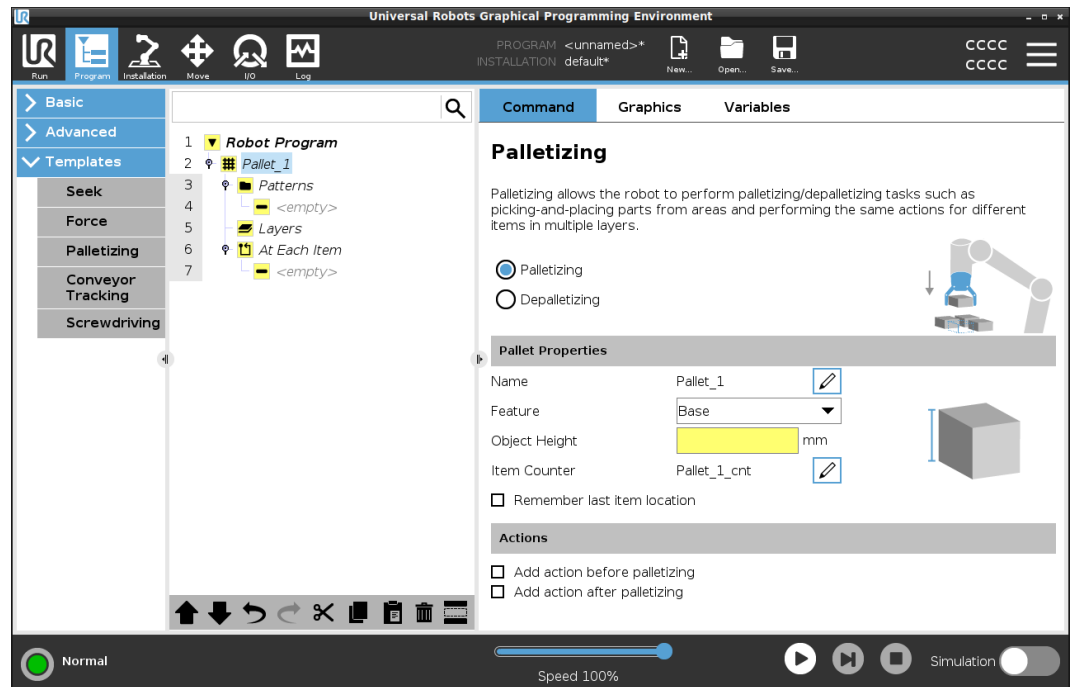 Universal Robots Graphical Programming Environment
UR
Run
Program
Installation
Move
I/O
Log
PROGRAM <unnamed>*
INSTALLATION default*
New...
Open...
Save...
CCCC
CCCC
Basic
Advanced
Templates
Seek
Force
Palletizing
Conveyor
Tracking
Screwdriving
1 Robot Program
2 Pallet_1
3 Patterns
4 <empty>
5 Layers
6 At Each Item
7 <empty>
Command Graphics Variables
Palletizing
Palletizing allows the robot to perform palletizing/depalletizing tasks such as
picking-and-placing parts from areas and performing the same actions for different
items in multiple layers.
Palletizing
Depalletizing
Pallet Properties
Name Pallet_1
Feature Base
Object Height mm
Item Counter Pallet_1_cnt
Remember last item location
Actions
Add action before palletizing
Add action after palletizing
Normal
Speed 100%
Simulation